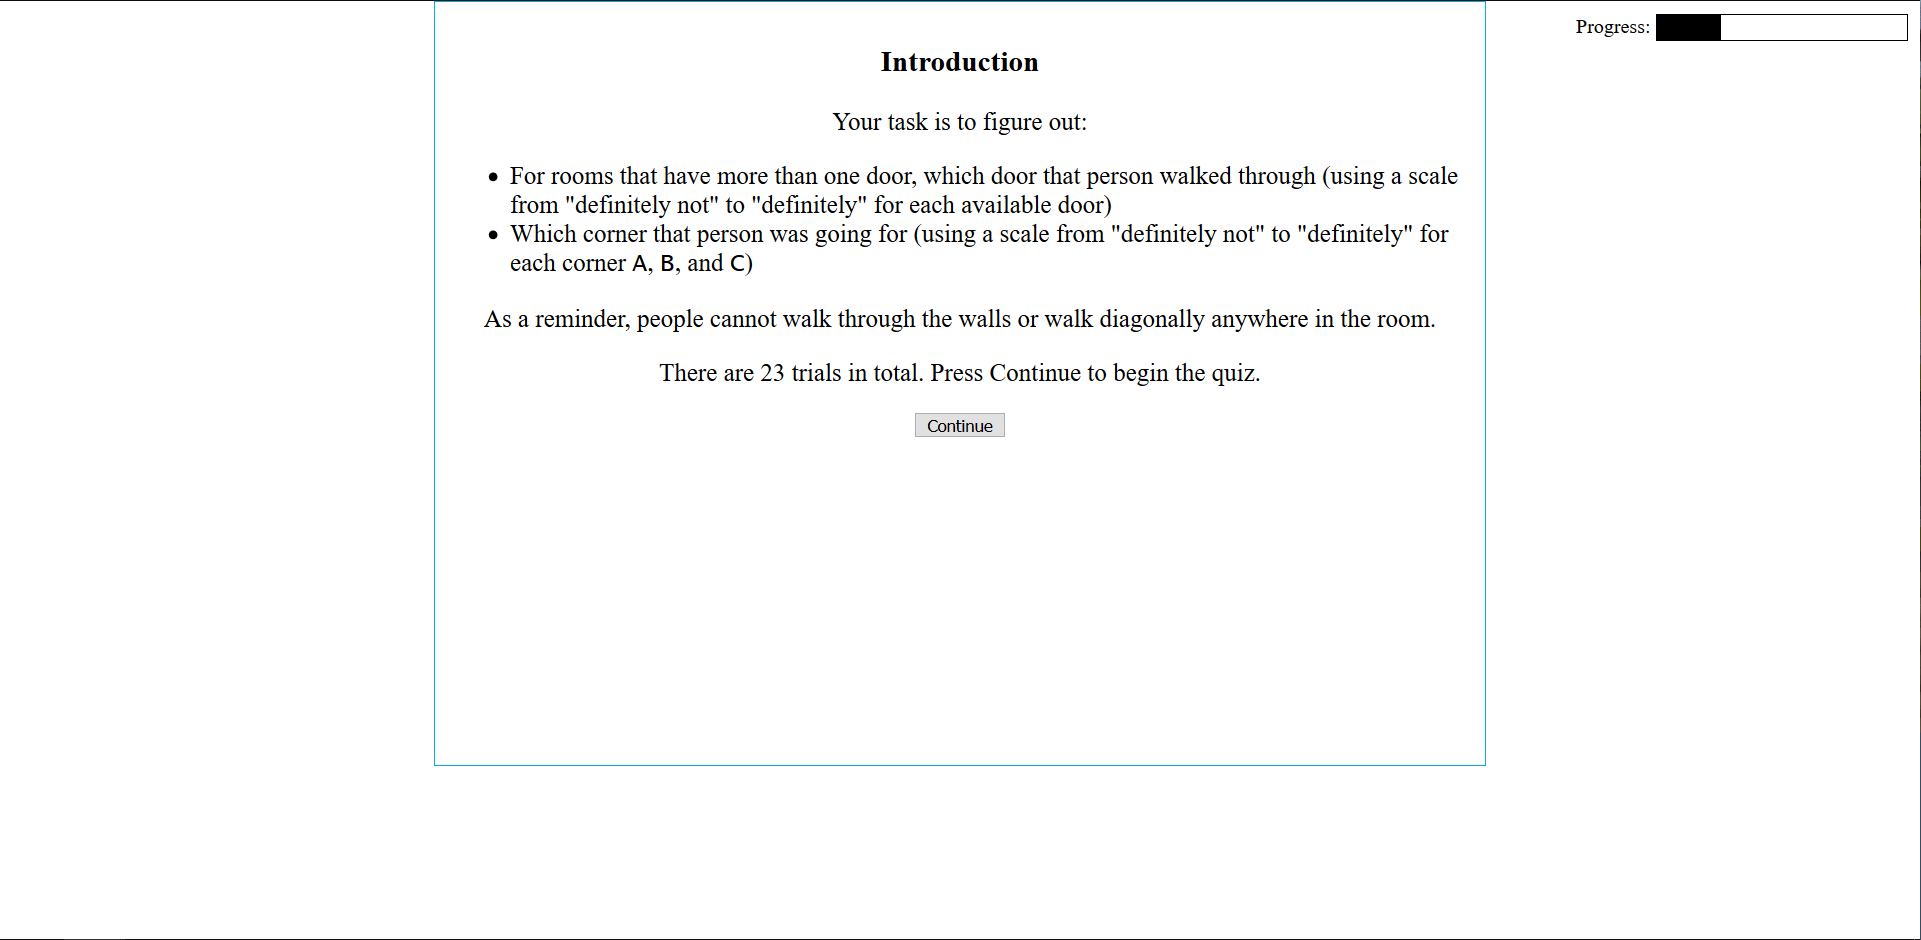 Progress:
Introduction
Your task is to figure out:
• For rooms that have more than one door, which door that person walked through (using a scale
from "definitely not" to "definitely" for each available door)
• Which corner that person was going for (using a scale from "definitely not" to "definitely" for
each corner A, B, and C)
As a reminder, people cannot walk through the walls or walk diagonally anywhere in the room.
There are 23 trials in total. Press Continue to begin the quiz.
Continue